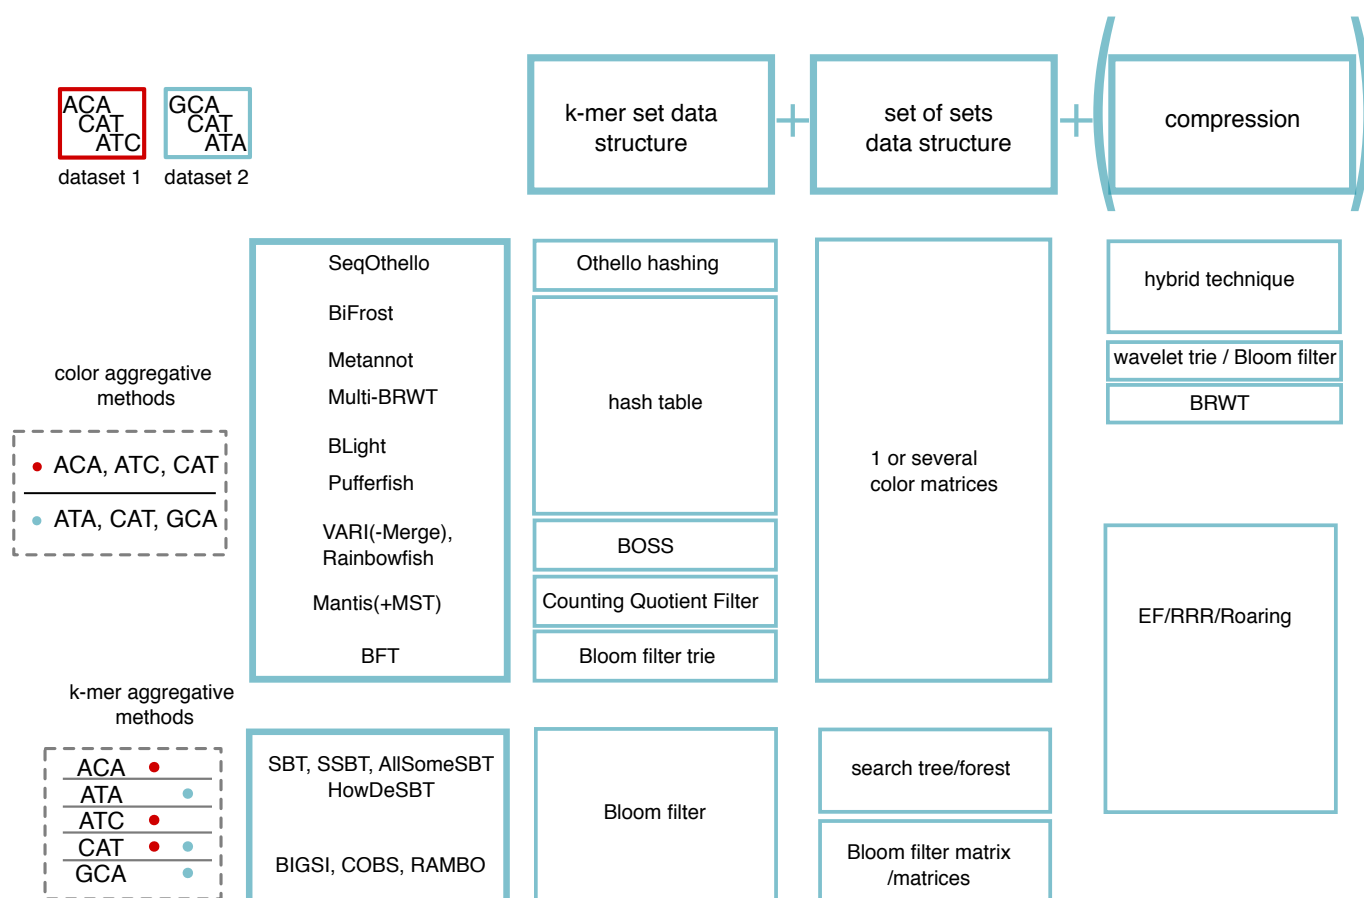 ACA
CAT
ATC
dataset 1
GCA
CAT
ATA
dataset 2
k-mer set data
structure
+
set of sets
data structure
+
(
compression
)
color aggregative
methods
ACA, ATC, CAT
ATA, CAT, GCA
SeqOthello
BiFrost
Metannot
Multi-BRWT
BLight
Pufferfish
VARI(-Merge),
Rainbowfish
Mantis(+MST)
BFT
Othello hashing
hash table
BOSS
Counting Quotient Filter
Bloom filter trie
1 or several
color matrices
hybrid technique
wavelet trie / Bloom filter
BRWT
EF/RRR/Roaring
k-mer aggregative
methods
ACA
ATA
ATC
CAT
GCA
SBT, SSBT, AllSomeSBT
HowDeSBT
BIGSI, COBS, RAMBO
Bloom filter
search tree/forest
Bloom filter matrix
/matrices